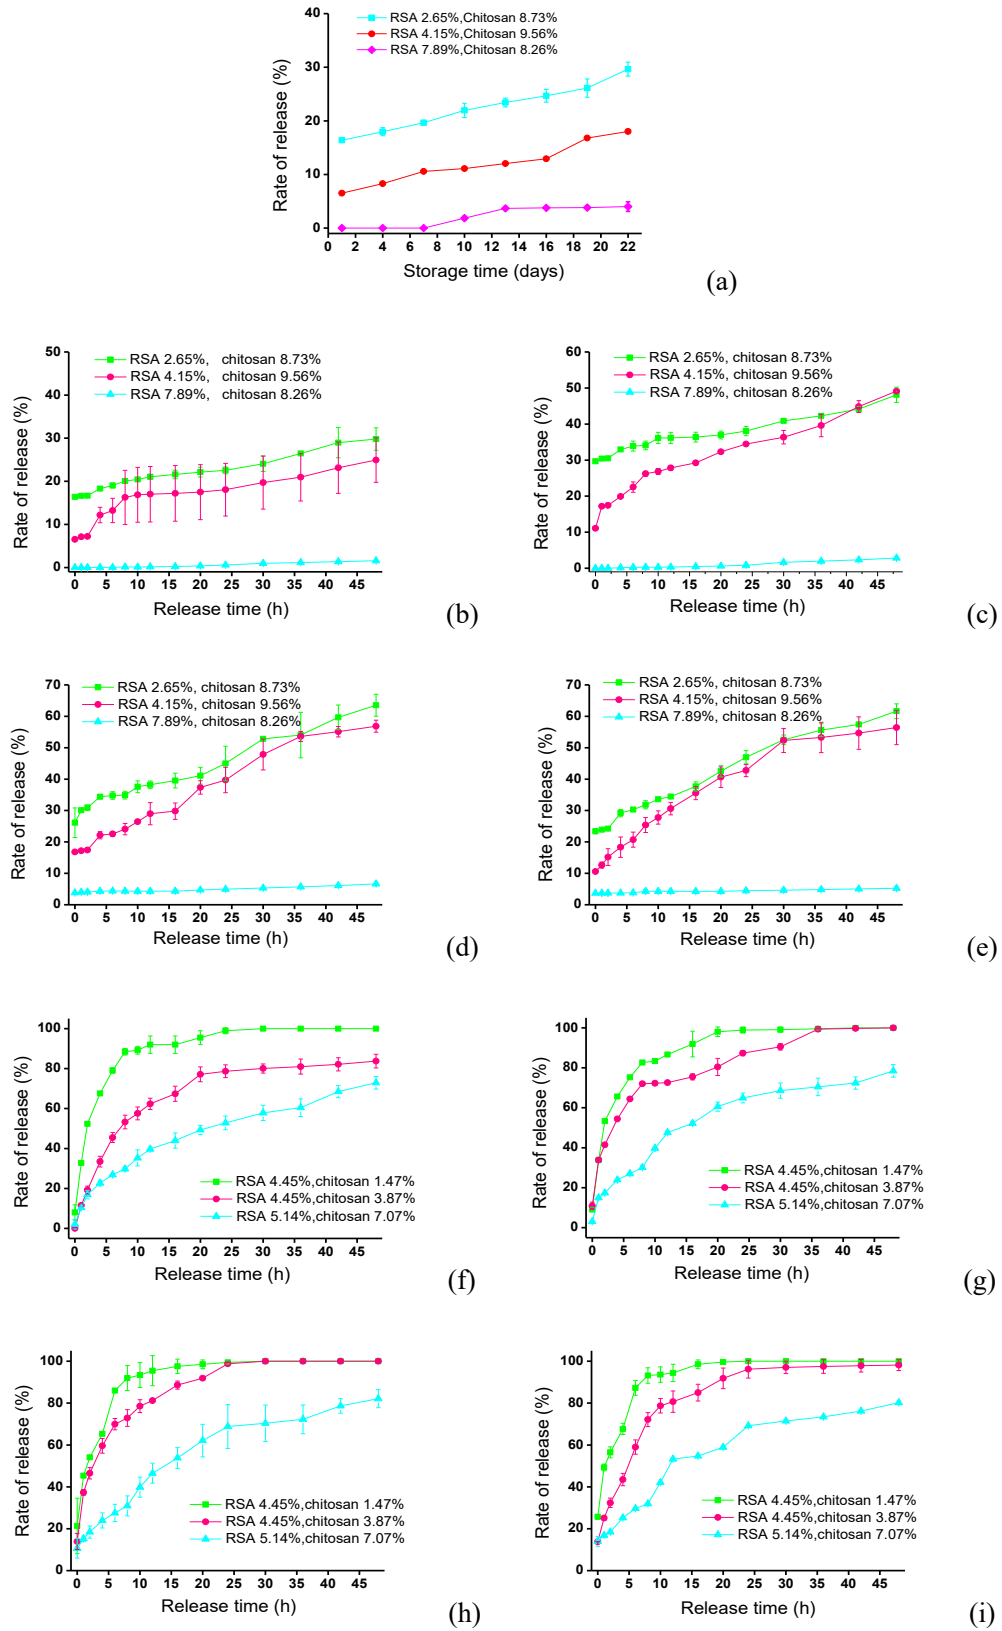 40
30
20
10
0
Rate of release (%)
RSA 2.65%,Chitosan 8.73%
RSA 4.15%,Chitosan 9.56%
RSA 7.89%,Chitosan 8.26%
0 2 4 6 8 10 12 14 16 18 20 22
Storage time (days)
(a)
50
40
30
20
10
0
Rate of release (%)
RSA 2.65%, chitosan 8.73%
RSA 4.15%, chitosan 9.56%
RSA 7.89%, chitosan 8.26%
0 5 10 15 20 25 30 35 40 45
Release time (h)
(b)
60
50
40
30
20
10
0
Rate of release (%)
RSA 2.65%, chitosan 8.73%
RSA 4.15%, chitosan 9.56%
RSA 7.89%, chitosan 8.26%
0 5 10 15 20 25 30 35 40 45
Release time (h)
(c)
70
60
50
40
30
20
10
0
Rate of release (%)
RSA 2.65%, chitosan 8.73%
RSA 4.15%, chitosan 9.56%
RSA 7.89%, chitosan 8.26%
0 5 10 15 20 25 30 35 40 45
Release time (h)
(d)
70
60
50
40
30
20
10
0
Rate of release (%)
RSA 2.65%, chitosan 8.73%
RSA 4.15%, chitosan 9.56%
RSA 7.89%, chitosan 8.26%
0 5 10 15 20 25 30 35 40 45
Release time (h)
(e)
100
80
60
40
20
0
Rate of release (%)
RSA 4.45%,chitosan 1.47%
RSA 4.45%,chitosan 3.87%
RSA 5.14%,chitosan 7.07%
0 5 10 15 20 25 30 35 40 45
Release time (h)
(f)
100
80
60
40
20
0
Rate of release (%)
RSA 4.45%,chitosan 1.47%
RSA 4.45%,chitosan 3.87%
RSA 5.14%,chitosan 7.07%
0 5 10 15 20 25 30 35 40 45
Release time (h)
(g)
100
80
60
40
20
0
Rate of release (%)
RSA 4.45%,chitosan 1.47%
RSA 4.45%,chitosan 3.87%
RSA 5.14%,chitosan 7.07%
0 5 10 15 20 25 30 35 40 45
Release time (h)
(h)
100
80
60
40
20
0
Rate of release (%)
RSA 4.45%,chitosan 1.47%
RSA 4.45%,chitosan 3.87%
RSA 5.14%,chitosan 7.07%
0 5 10 15 20 25 30 35 40 45
Release time (h)
(i)